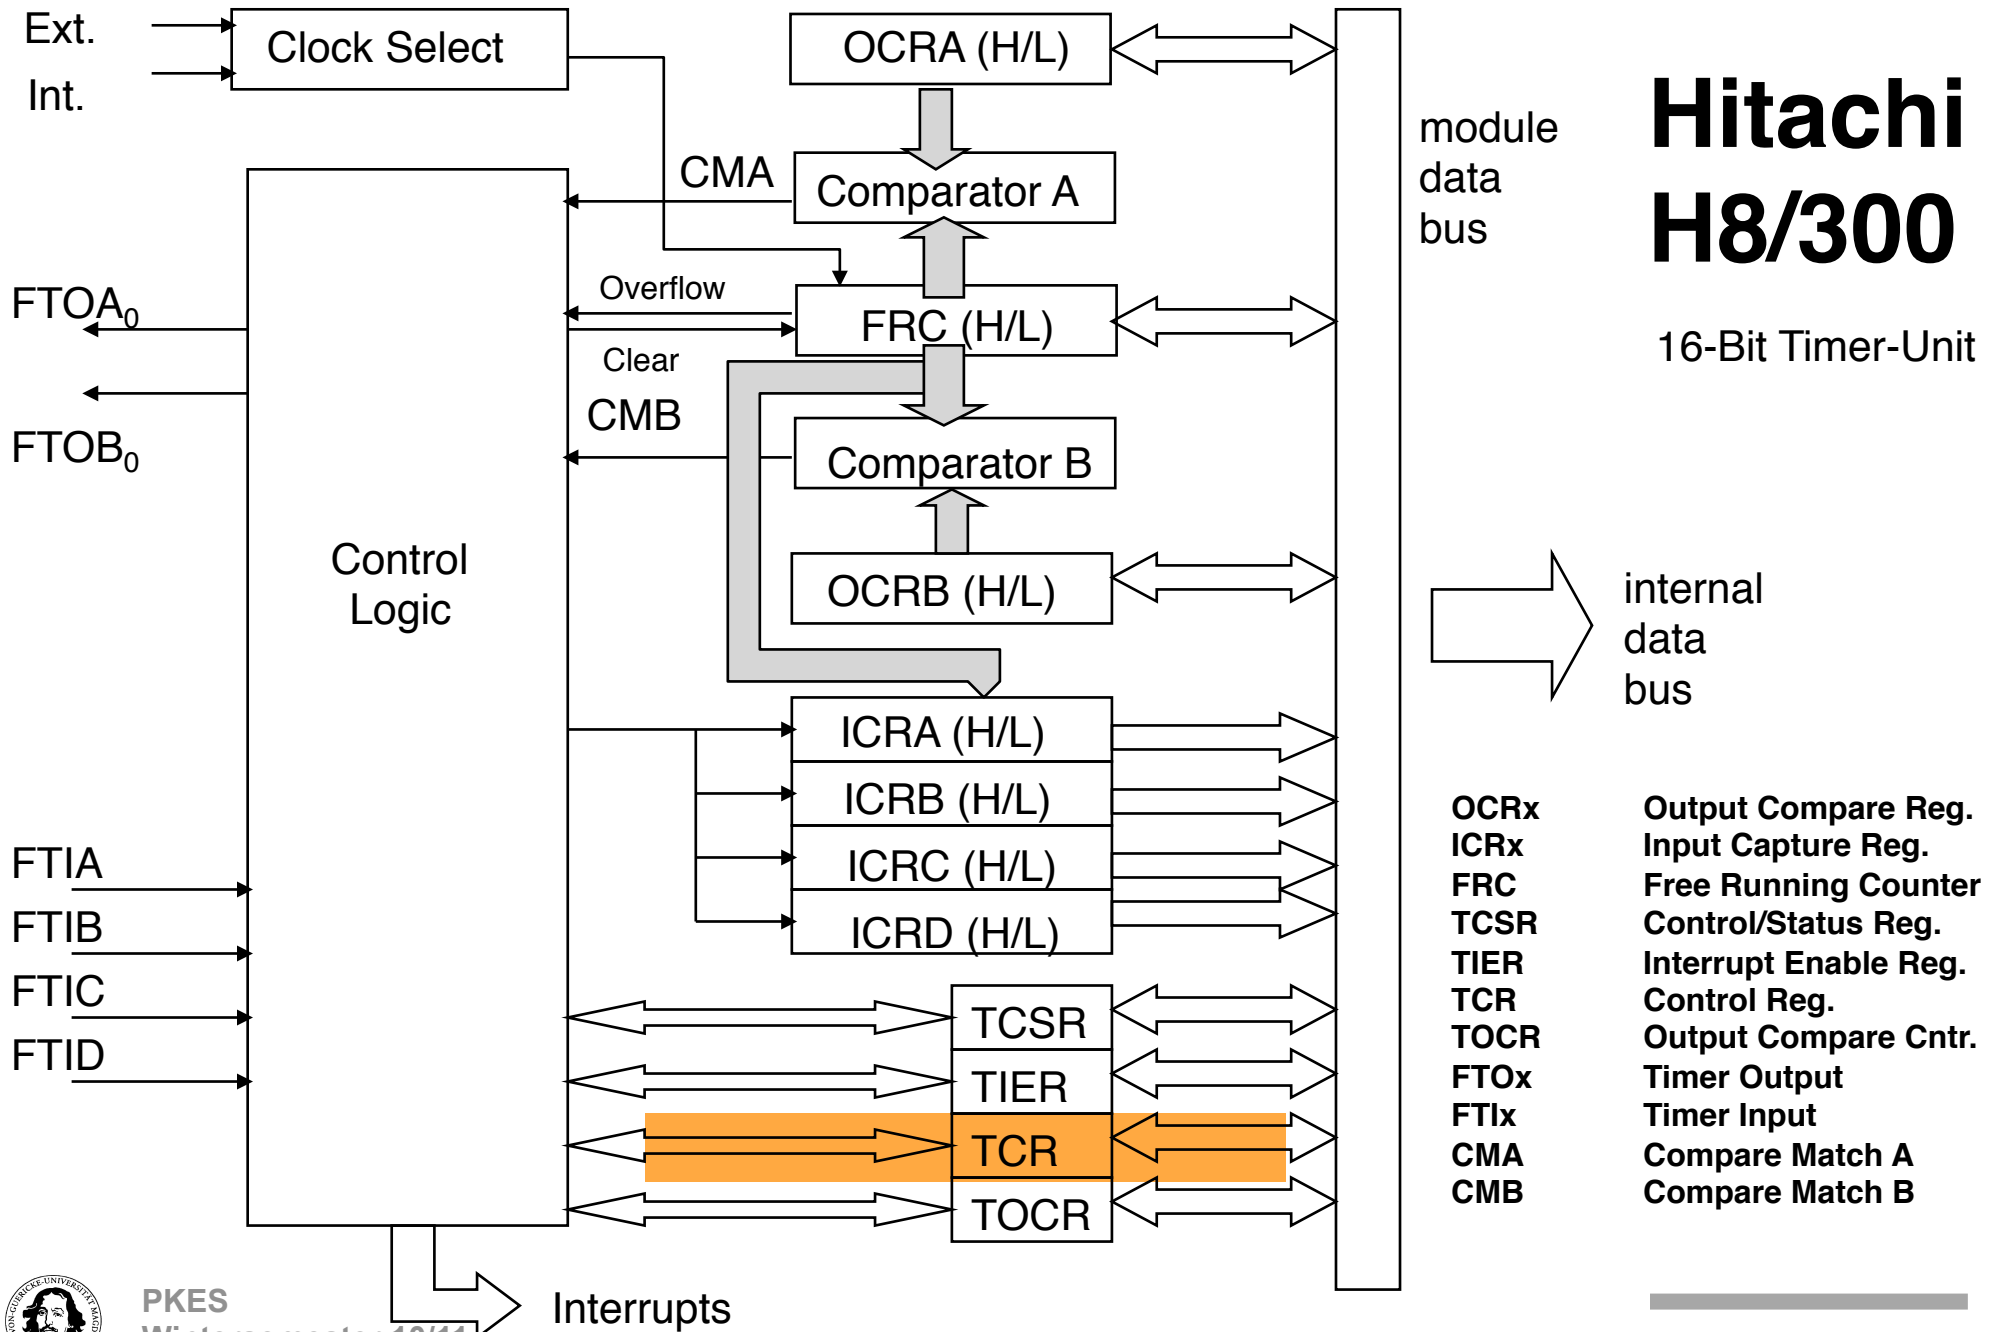 Ext.
Int.
Clock Select
OCRA (H/L)
module
data
bus
Hitachi
H8/300
16-Bit Timer-Unit
CMA
Comparator A
Overflow
FRC (H/L)
Clear
CMB
Comparator B
OCRB (H/L)
FTOA0
FTOB0
Control
Logic
internal
data
bus
ICRA (H/L)
ICRB (H/L)
ICRC (H/L)
ICRD (H/L)
FTIA
FTIB
FTIC
FTID
TCSR
TIER
TCR
TOCR
OCRx Output Compare Reg.
ICRx Input Capture Reg.
FRC Free Running Counter
TCSR Control/Status Reg.
TIER Interrupt Enable Reg.
TCR Control Reg.
TOCR Output Compare Cntr.
FTOx Timer Output
FTIx Timer Input
CMA Compare Match A
CMB Compare Match B
Interrupts
PKES
Wintersemester 10/11